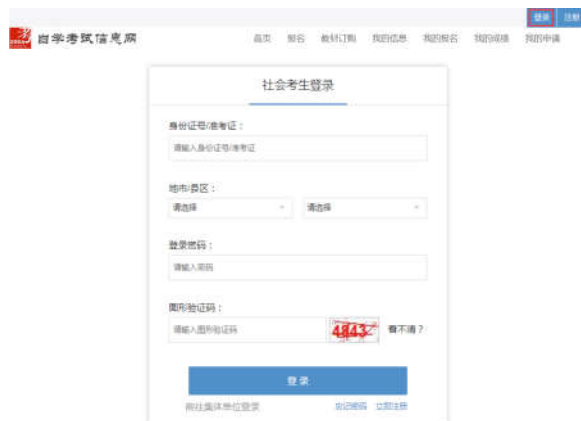 登录 注册
自学考试信息网 首页 报名 教材订购 我的信息 我的报名 我的成绩 我的申请
社会考生登录
身份证号/准考证：
请输入身份证号/准考证
地市/县区：
请选择 请选择
登录密码：
请输入密码
图形验证码：
请输入图形验证码 4843 看不清？
登录
前往集体单位登录 忘记密码 立即注册